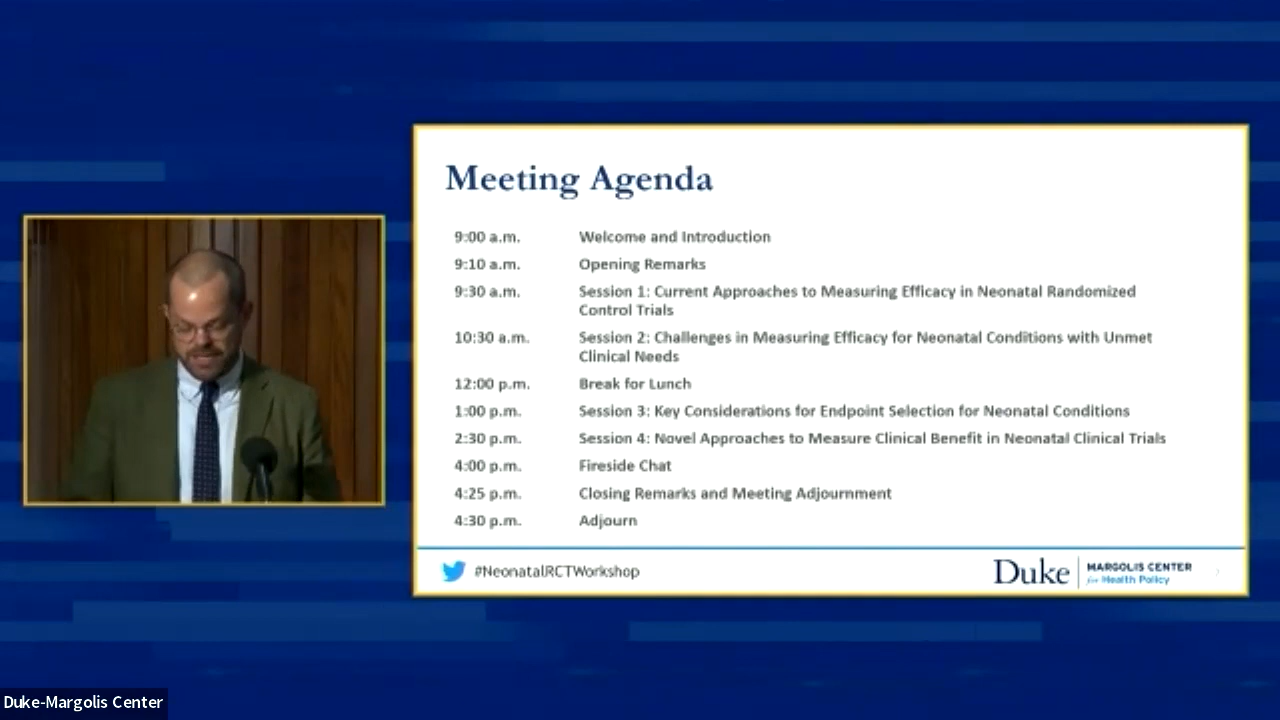 Meeting Agenda
9:00 a.m. Welcome and Introduction
9:10 a.m. Opening Remarks
9:30 a.m. Session 1: Current Approaches to Measuring Efficacy in Neonatal Randomized
Control Trials
10:30 a.m. Session 2: Challenges in Measuring Efficacy for Neonatal Conditions with Unmet
Clinical Needs
12:00 p.m. Break for Lunch
1:00 p.m. Session 3: Key Considerations for Endpoint Selection for Neonatal Conditions
2:30 p.m. Session 4: Novel Approaches to Measure Clinical Benefit in Neonatal Clinical Trials
4:00 p.m. Fireside Chat
4:25 p.m. Closing Remarks and Meeting Adjournment
4:30 p.m. Adjourn
#NeonatalRCTWorkshop
Duke MARGOLIS CENTER
for Health Policy
Duke-Margolis Center